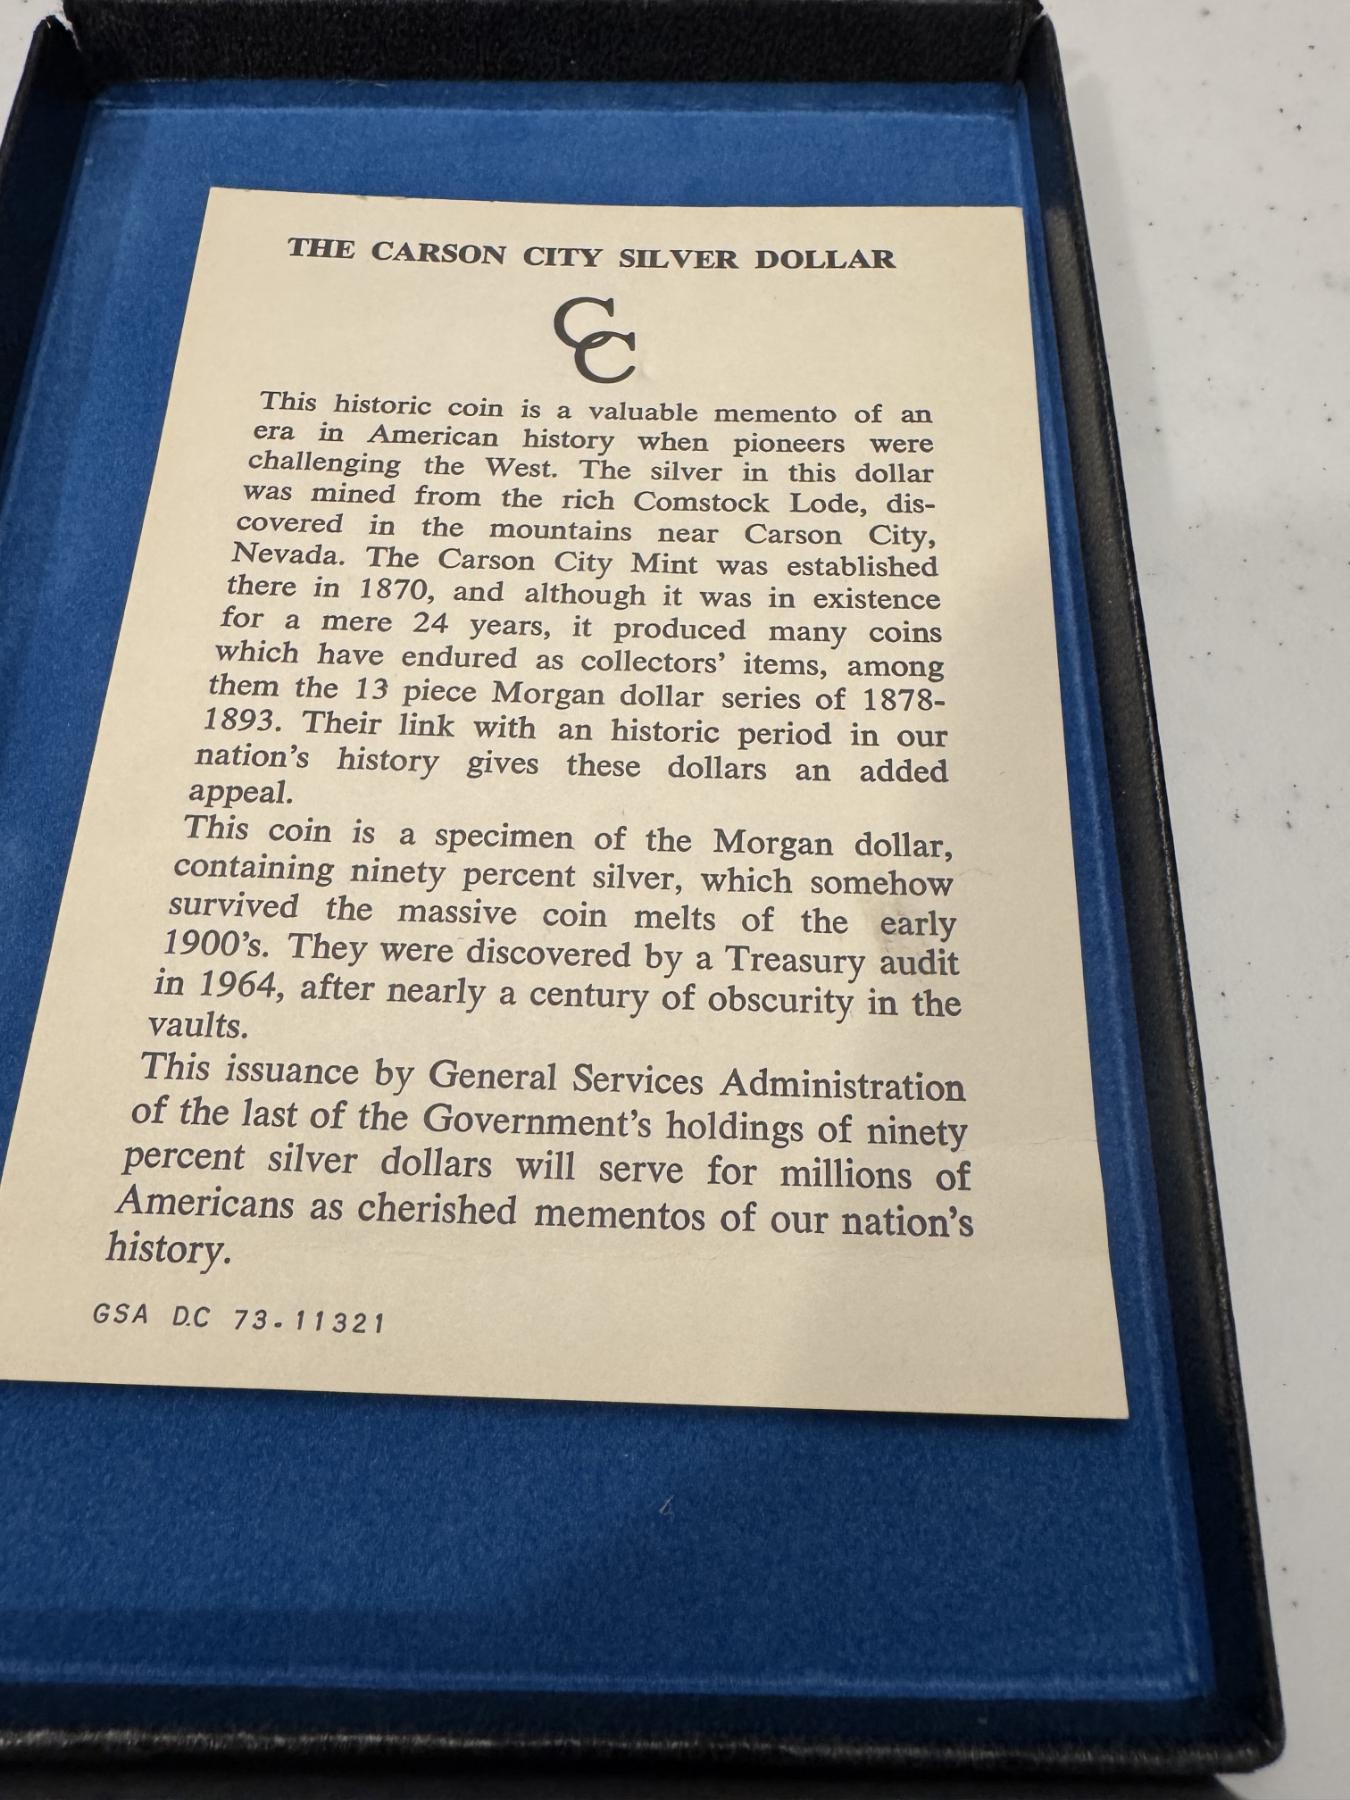 THE CARSON CITY SILVER DOLLAR
CC
This historic coin is a valuable memento of an
era in American history when pioneers were
challenging the West. The silver in this dollar
was mined from the rich Comstock Lode, dis-
covered in the mountains near Carson City,
Nevada. The Carson City Mint was established
there in 1870, and although it was in existence
for a mere 24 years, it produced many coins
which have endured as collectors' items, among
them the 13 piece Morgan dollar series of 1878-
1893. Their link with an historic period in our
nation's history gives these dollars an added
appeal.
This coin is a specimen of the Morgan dollar,
containing ninety percent silver, which somehow
survived the massive coin melts of the early
1900's. They were discovered by a Treasury audit
in 1964, after nearly a century of obscurity in the
vaults.
This issuance by General Services Administration
of the last of the Government's holdings of ninety
percent silver dollars will serve for millions of
Americans as cherished mementos of our nation's
history.
GSA D.C 73-11321